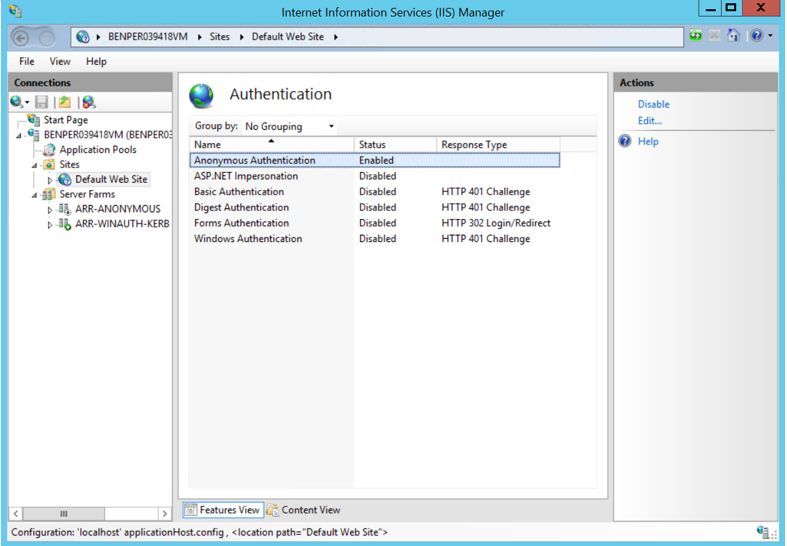 Internet Information Services (IIS) Manager
BENPER039418VM Sites Default Web Site
File View Help
Connections
Start Page
BENPER039418VM (BENPER03
Application Pools
Sites
Default Web Site
Server Farms
ARR-ANONYMOUS
ARR-WINAUTH-KERB
Authentication
Group by: No Grouping
Name Status Response Type
Anonymous Authentication Enabled
ASP.NET Impersonation Disabled
Basic Authentication Disabled HTTP 401 Challenge
Digest Authentication Disabled HTTP 401 Challenge
Forms Authentication Disabled HTTP 302 Login/Redirect
Windows Authentication Disabled HTTP 401 Challenge
Features View Content View
Actions
Disable
Edit...
Help
Configuration: 'localhost' applicationHost.config , <location path="Default Web Site">